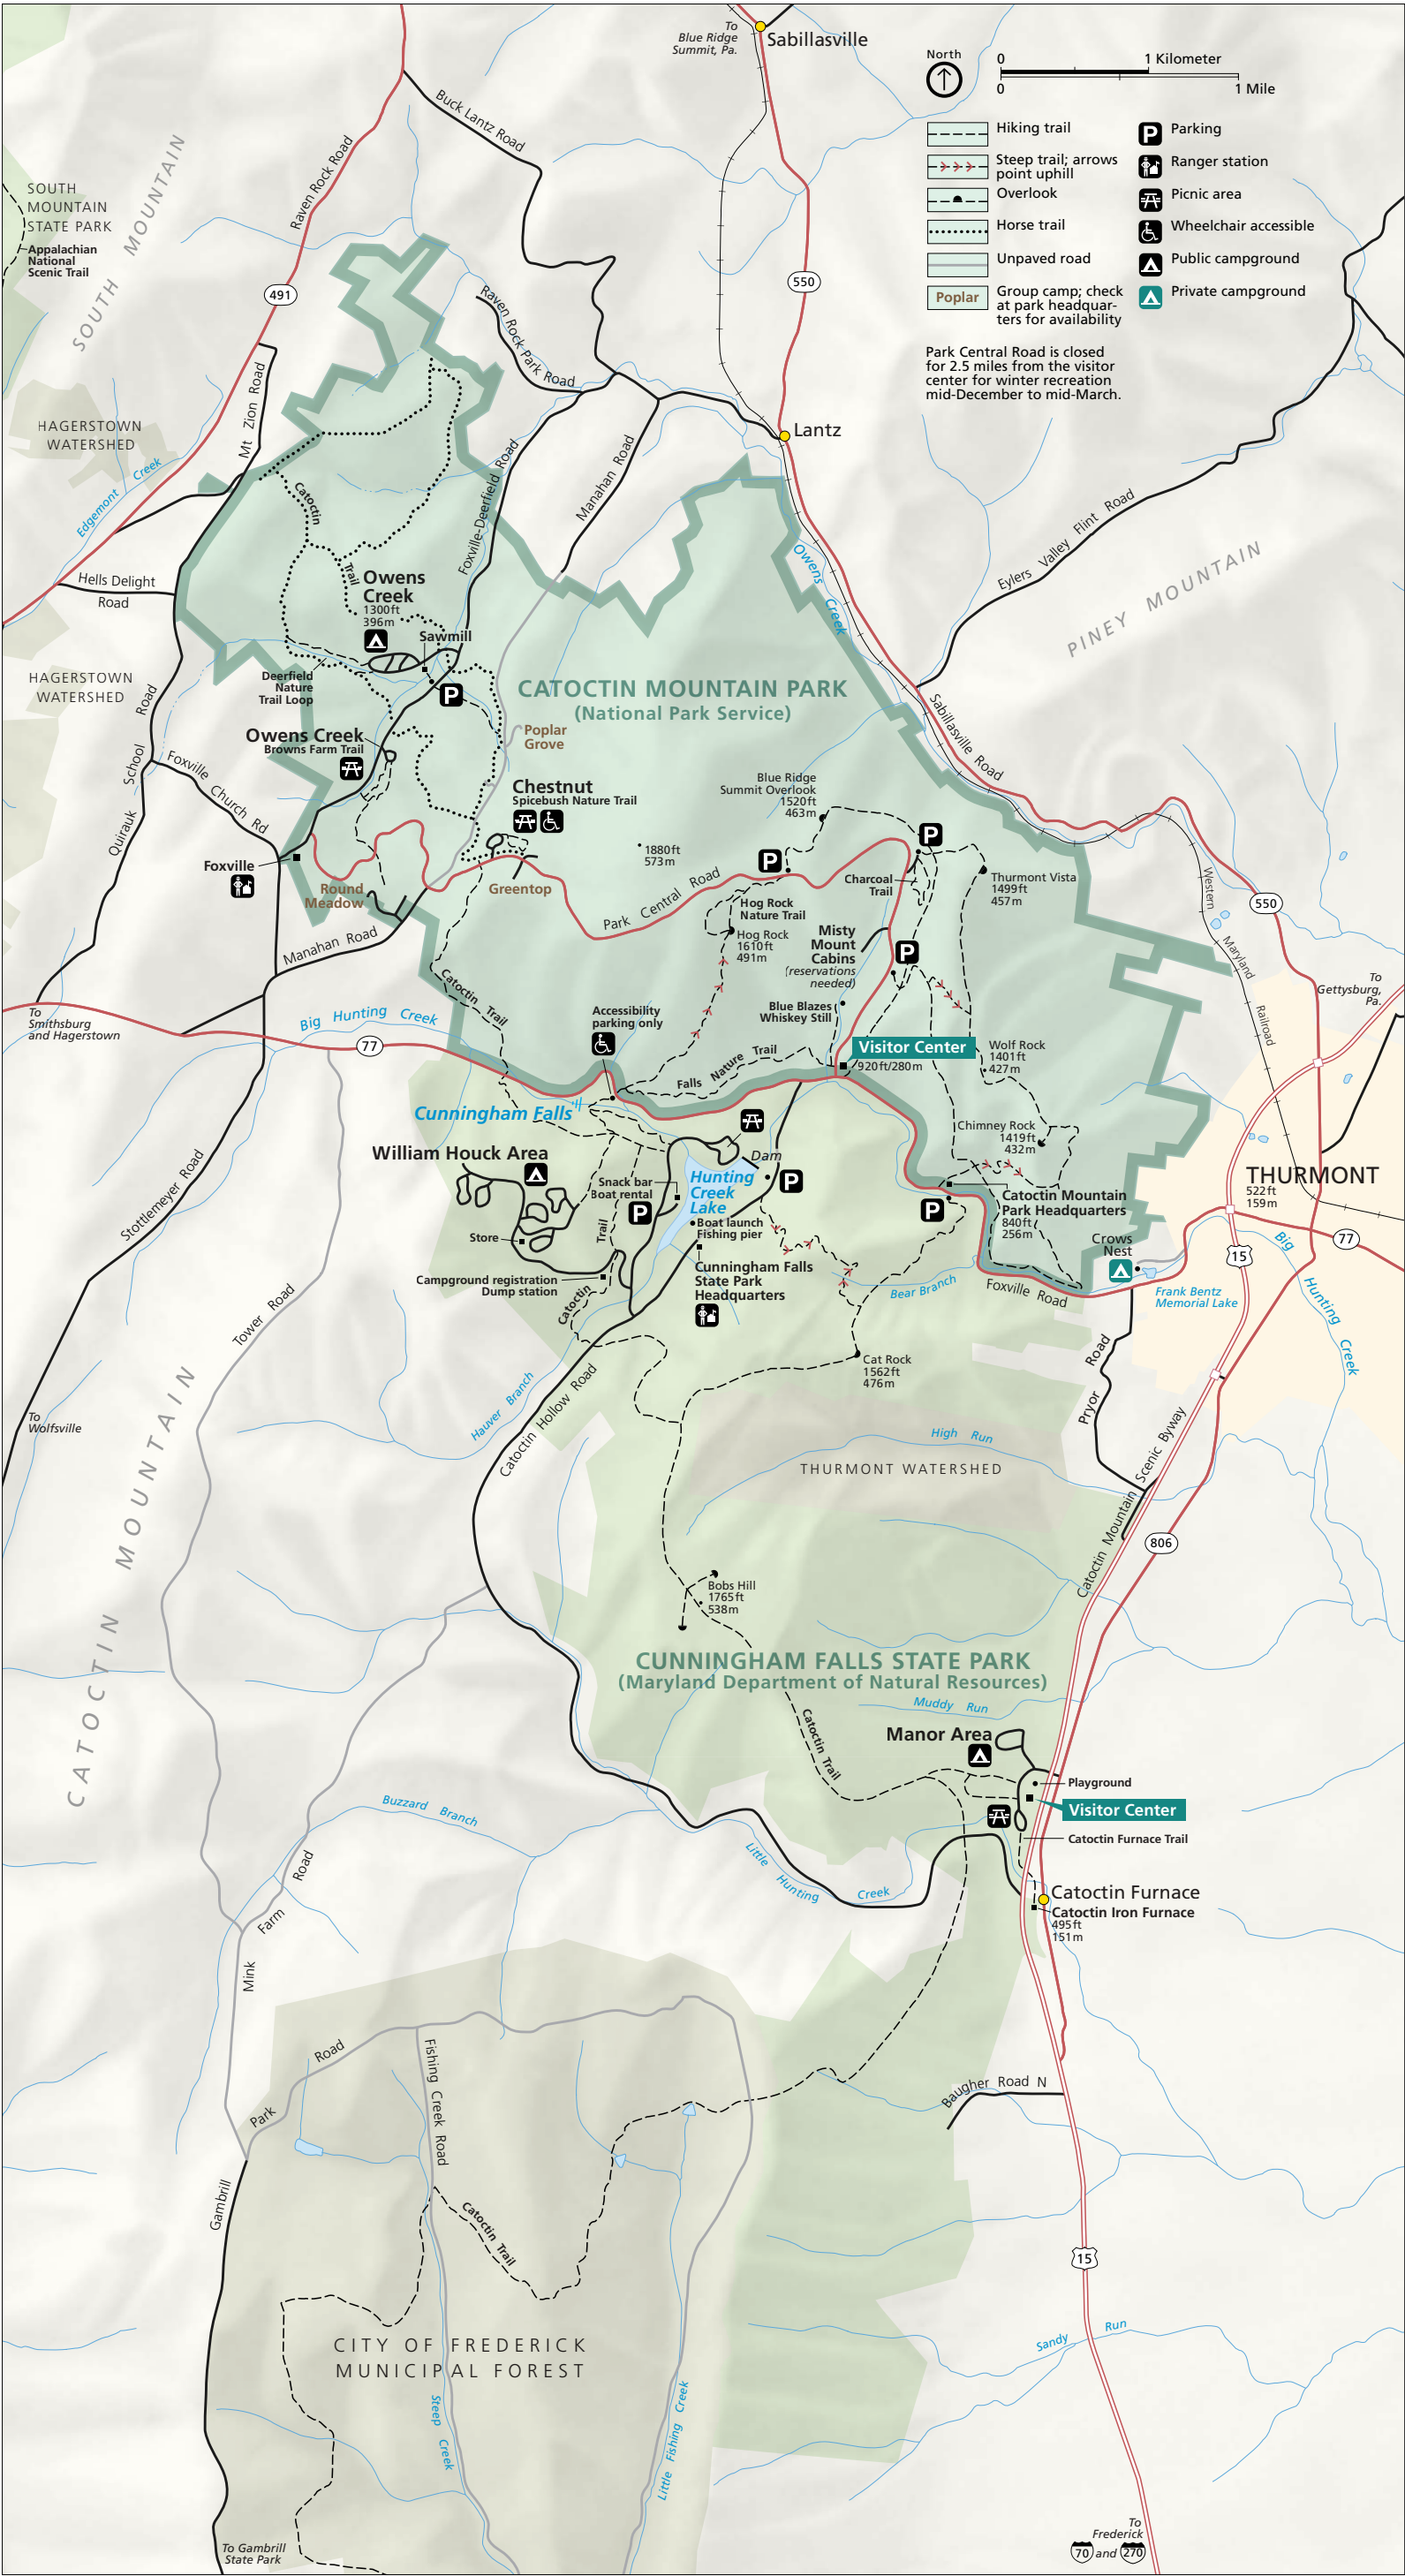 To
Blue Ridge
Summit, Pa.
Sabillasville
North
0
1 Kilometer
0
1 Mile
Hiking trail
Steep trail; arrows
point uphill
Overlook
Horse trail
Unpaved road
Poplar
Group camp; check
at park headquar-
ters for availability
Parking
Ranger station
Picnic area
Wheelchair accessible
Public campground
Private campground
Park Central Road is closed
for 2.5 miles from the visitor
center for winter recreation
mid-December to mid-March.
Buck Lantz Road
Raven Rock Road
SOUTH MOUNTAIN
SOUTH
MOUNTAIN
STATE PARK
Appalachian
National
Scenic Trail
491
550
Raven Rock Park Road
Mt Zion Road
HAGERSTOWN
WATERSHED
Edgemont Creek
Lantz
Manahan Road
Foxville-Deerfield Road
Catoctin
Trail
Eylers Valley Flint Road
PINEY MOUNTAIN
Owens Creek
Hells Delight
Road
Owens
Creek
1300ft
396m
Sawmill
HAGERSTOWN
WATERSHED
Deerfield
Nature
Trail Loop
CATOCTIN MOUNTAIN PARK
(National Park Service)
Sabillasville Road
Quirauk School Road
Foxville Church Rd
Owens Creek
Browns Farm Trail
Poplar
Grove
Chestnut
Spicebush Nature Trail
Blue Ridge
Summit Overlook
1520ft
463m
1880ft
573m
Foxville
Round
Meadow
Greentop
Park Central Road
Charcoal
Trail
Thurmont Vista
1499ft
457m
Hog Rock
Nature Trail
Hog Rock
1610ft
491m
Misty
Mount
Cabins
(reservations
needed)
Western Maryland Railroad
550
Manahan Road
Catoctin Trail
To
Smithsburg
and Hagerstown
Big Hunting Creek
77
Accessibility
parking only
Blue Blazes
Whiskey Still
Visitor Center
920ft/280m
Falls Nature Trail
Wolf Rock
1401ft
427m
To
Gettysburg,
Pa.
Cunningham Falls
Chimney Rock
1419ft
432m
William Houck Area
Dam
Hunting
Creek
Lake
Snack bar
Boat rental
Boat launch
Fishing pier
Store
Trail
Catoctin
Campground registration
Dump station
Cunningham Falls
State Park
Headquarters
Catoctin Mountain
Park Headquarters
840ft
256m
THURMONT
522ft
159m
Crows
Nest
15
77
Big Hunting Creek
Frank Bentz
Memorial Lake
Foxville Road
Bear Branch
Stottlemeyer Road
Tower Road
Cat Rock
1562ft
476m
Pryor Road
Hauver Branch
Catoctin Hollow Road
To
Wolfsville
CATOCTIN MOUNTAIN
High Run
THURMONT WATERSHED
Catoctin Mountain Scenic Byway
806
Bobs Hill
1765ft
538m
CUNNINGHAM FALLS STATE PARK
(Maryland Department of Natural Resources)
Muddy Run
Catoctin Trail
Manor Area
Playground
Visitor Center
Catoctin Furnace Trail
Buzzard Branch
Little Hunting Creek
Catoctin Furnace
Catoctin Iron Furnace
495ft
151m
Mink Farm Road
Gambrill Park Road
Fishing Creek Road
Baugher Road N
Catoctin Trail
15
CITY OF FREDERICK
MUNICIPAL FOREST
Steep Creek
Little Fishing Creek
Sandy Run
To Gambrill
State Park
To
Frederick
70 and 270